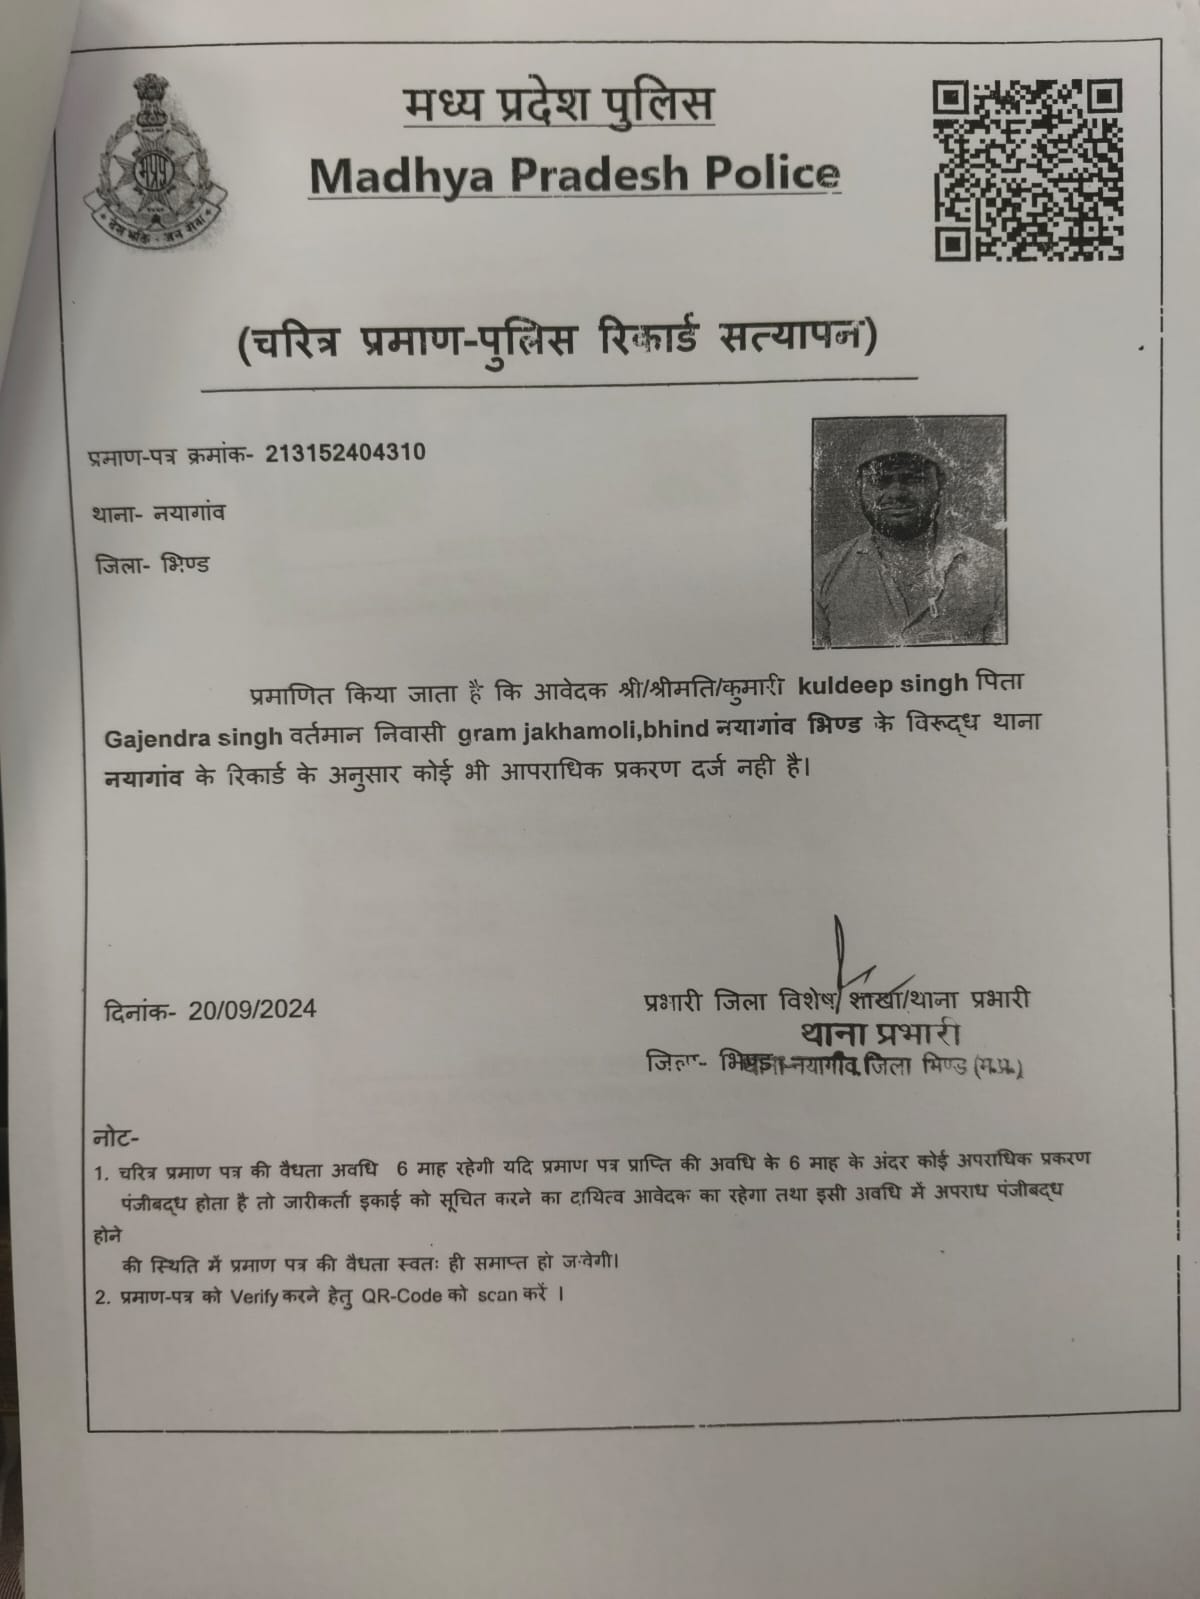 मध्य प्रदेश पुलिस
Madhya Pradesh Police
देश भक्ति - जन सेवा
(चरित्र प्रमाण-पुलिस रिकार्ड सत्यापन)
प्रमाण-पत्र क्रमांक- 213152404310
थाना- नयागांव
जिला- भिण्ड
प्रमाणित किया जाता है कि आवेदक श्री/श्रीमति/कुमारी kuldeep singh पिता
Gajendra singh वर्तमान निवासी gram jakhamoli,bhind नयागांव भिण्ड के विरूद्ध थाना
नयागांव के रिकार्ड के अनुसार कोई भी आपराधिक प्रकरण दर्ज नही है।
दिनांक- 20/09/2024
प्रभारी जिला विशेष शाखा/थाना प्रभारी
थाना प्रभारी
जिला- भिण्ड
नयागाँव जिला भिण्ड (म.प्र.)
नोट-
1. चरित्र प्रमाण पत्र की वैधता अवधि 6 माह रहेगी यदि प्रमाण पत्र प्राप्ति की अवधि के 6 माह के अंदर कोई अपराधिक प्रकरण
पंजीबद्ध होता है तो जारीकर्ता इकाई को सूचित करने का दायित्व आवेदक का रहेगा तथा इसी अवधि में अपराध पंजीबद्ध
होने
की स्थिति में प्रमाण पत्र की वैधता स्वतः ही समाप्त हो जावेगी।
2. प्रमाण-पत्र को Verify करने हेतु QR-Code को scan करें ।